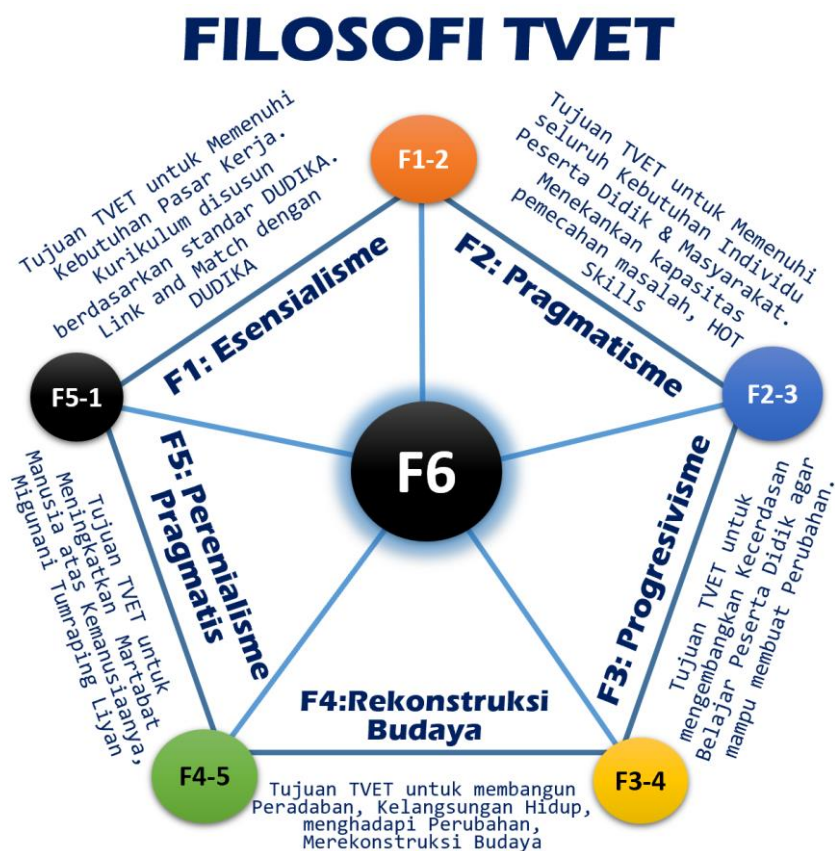 FILOSOFI TVET
Tujuan TVET untuk Memenuhi
Kebutuhan Pasar Kerja.
Kurikulum disusun
berdasarkan standar DUDIKA.
Link and Match dengan
DUDIKA
F1-2
Tujuan TVET untuk Memenuhi
seluruh Kebutuhan Individu
Peserta Didik & Masyarakat.
Menekankan kapasitas
pemecahan masalah, HOT
Skills
F1: Esensialisme
F2: Pragmatisme
F5-1
F2-3
F6
Tujuan TVET untuk
Meningkatkan Martabat
Manusia atas Kemanusiaanya,
Migunani Tumraping Liyan
F5: Perenialisme
Pragmatis
F3: Progresivisme
Tujuan TVET untuk
mengembangkan Kecerdasan
Belajar Peserta Didik agar
mampu membuat Perubahan.
F4:Rekonstruksi
Budaya
F4-5
F3-4
Tujuan TVET untuk membangun
Peradaban, Kelangsungan Hidup,
menghadapi Perubahan,
Merekonstruksi Budaya